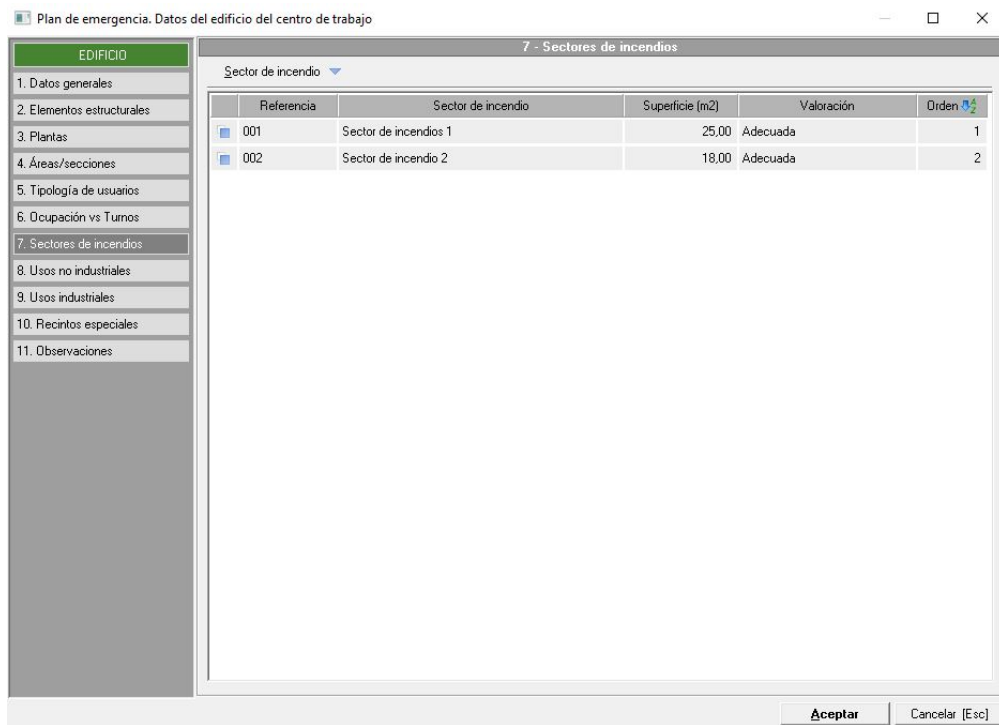 Plan de emergencia. Datos del edificio del centro de trabajo
EDIFICIO
1. Datos generales
2. Elementos estructurales
3. Plantas
4. Áreas/secciones
5. Tipología de usuarios
6. Ocupación vs Turnos
7. Sectores de incendios
8. Usos no industriales
9. Usos industriales
10. Recintos especiales
11. Observaciones
7 - Sectores de incendios
Sector de incendio
Referencia Sector de incendio Superficie (m2) Valoración Orden
001 Sector de incendios 1 25,00 Adecuada 1
002 Sector de incendio 2 18,00 Adecuada 2
Aceptar Cancelar [Esc]